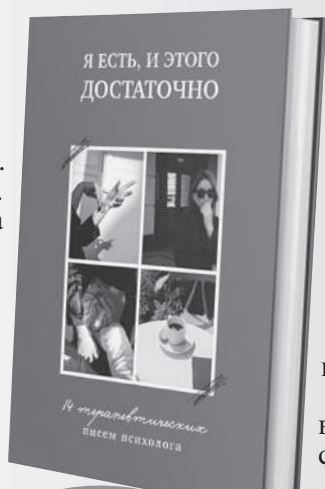 Я ЕСТЬ, И ЭТОГО
ДОСТАТОЧНО
14 терапевтических
писем психолога